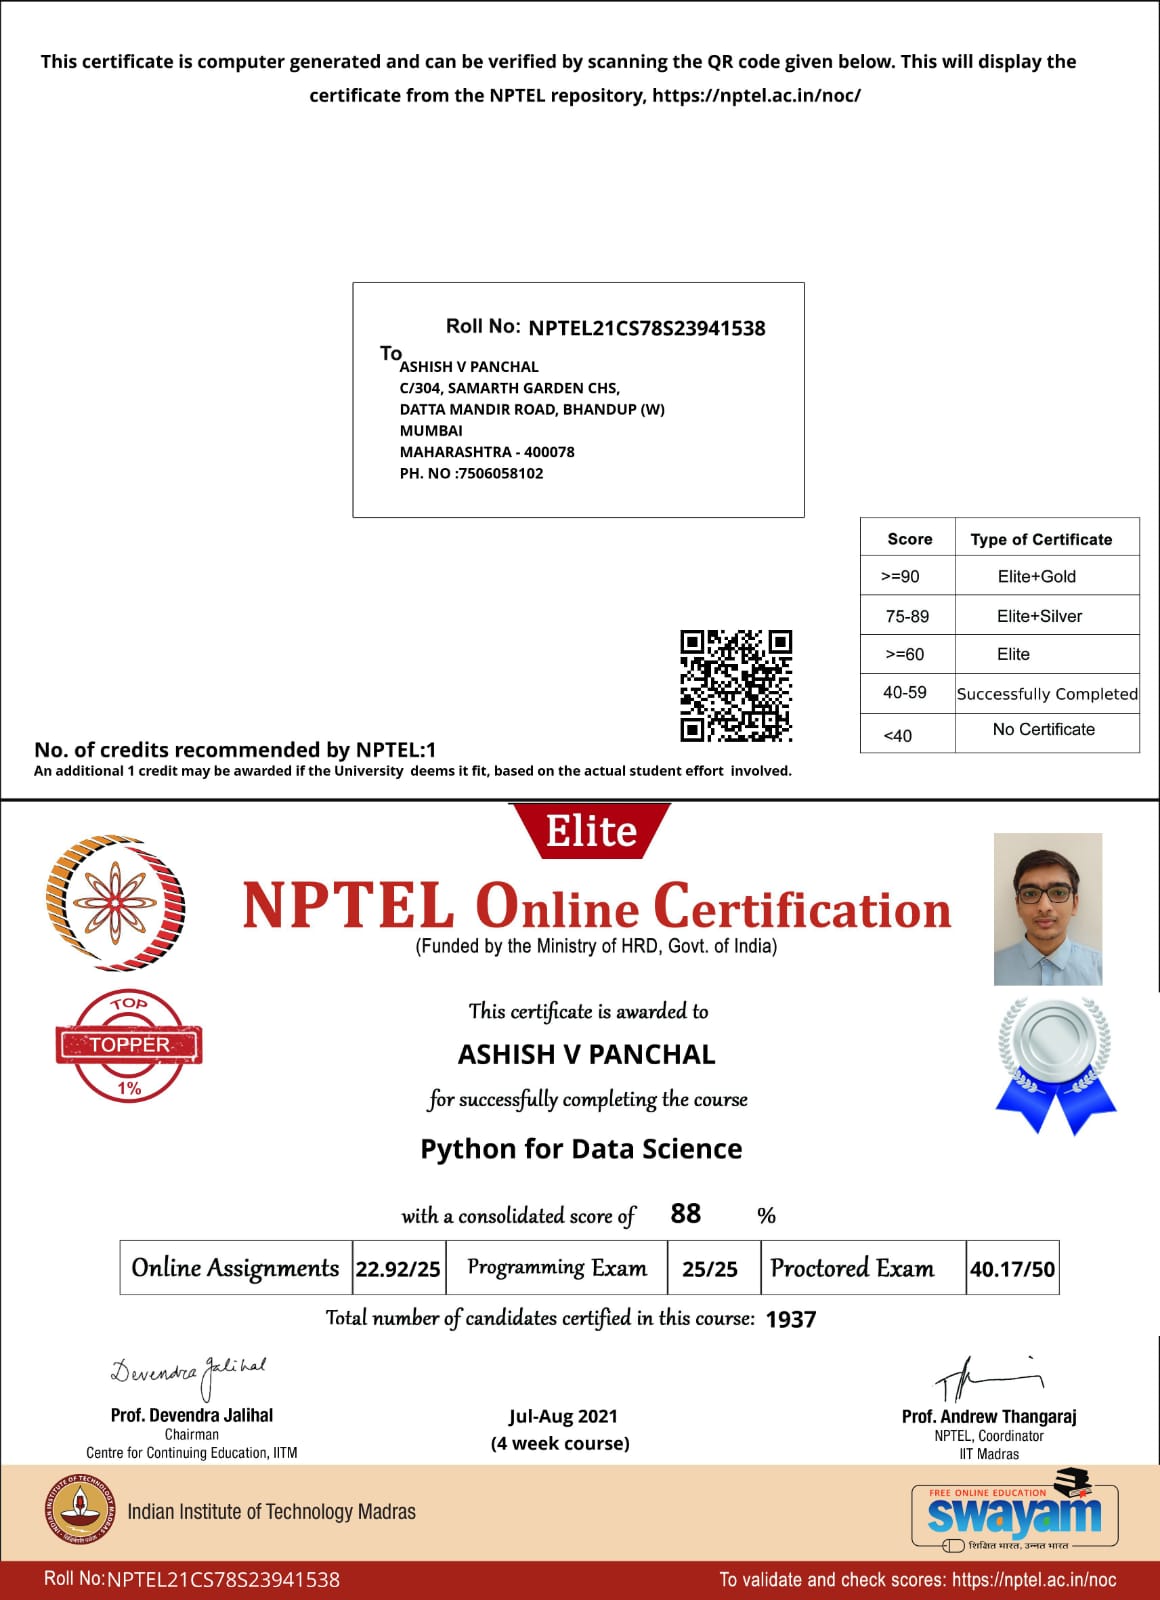 This certificate is computer generated and can be verified by scanning the QR code given below. This will display the
certificate from the NPTEL repository, https://nptel.ac.in/noc/
Roll No: NPTEL21CS78S23941538
To
ASHISH V PANCHAL
C/304, SAMARTH GARDEN CHS,
DATTA MANDIR ROAD, BHANDUP (W)
MUMBAI
MAHARASHTRA - 400078
PH. NO :7506058102
Score Type of Certificate
>=90 Elite+Gold
75-89 Elite+Silver
>=60 Elite
40-59 Successfully Completed
<40 No Certificate
No. of credits recommended by NPTEL:1
An additional 1 credit may be awarded if the University deems it fit, based on the actual student effort involved.
Elite
NPTEL Online Certification
(Funded by the Ministry of HRD, Govt. of India)
TOP
TOPPER
1%
This certificate is awarded to
ASHISH V PANCHAL
for successfully completing the course
Python for Data Science
with a consolidated score of 88 %
Online Assignments 22.92/25 Programming Exam 25/25 Proctored Exam 40.17/50
Total number of candidates certified in this course: 1937
Devendra Jalihal
Prof. Devendra Jalihal
Chairman
Centre for Continuing Education, IITM
Jul-Aug 2021
(4 week course)
Prof. Andrew Thangaraj
NPTEL, Coordinator
IIT Madras
INDIAN INSTITUTE OF TECHNOLOGY MADRAS
Indian Institute of Technology Madras
FREE ONLINE EDUCATION
swayam
शिक्षित भारत, उन्नत भारत
Roll No:NPTEL21CS78S23941538
To validate and check scores: https://nptel.ac.in/noc